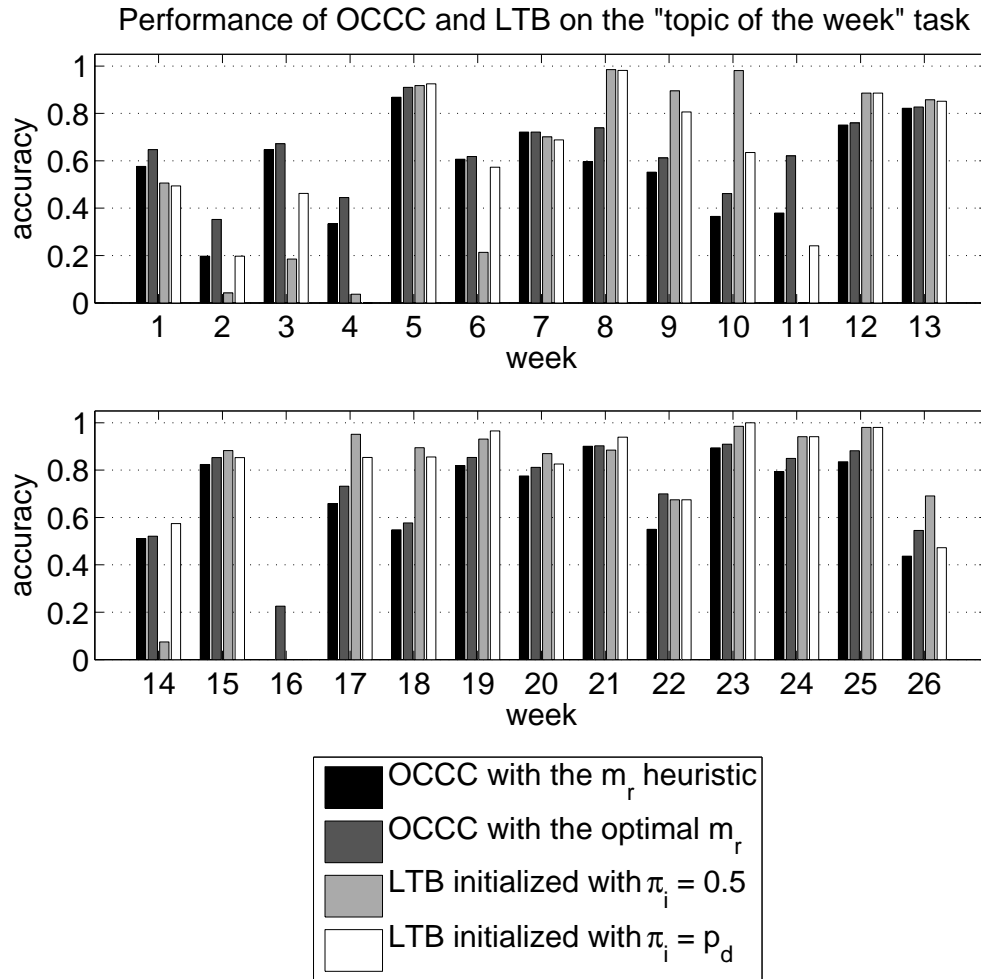 Performance of OCCC and LTB on the "topic of the week" task
1
0.8
0.6
0.4
0.2
0
accuracy
1 2 3 4 5 6 7 8 9 10 11 12 13
week
1
0.8
0.6
0.4
0.2
0
accuracy
14 15 16 17 18 19 20 21 22 23 24 25 26
week
OCCC with the m_r heuristic
OCCC with the optimal m_r
LTB initialized with π_i = 0.5
LTB initialized with π_i = p_d